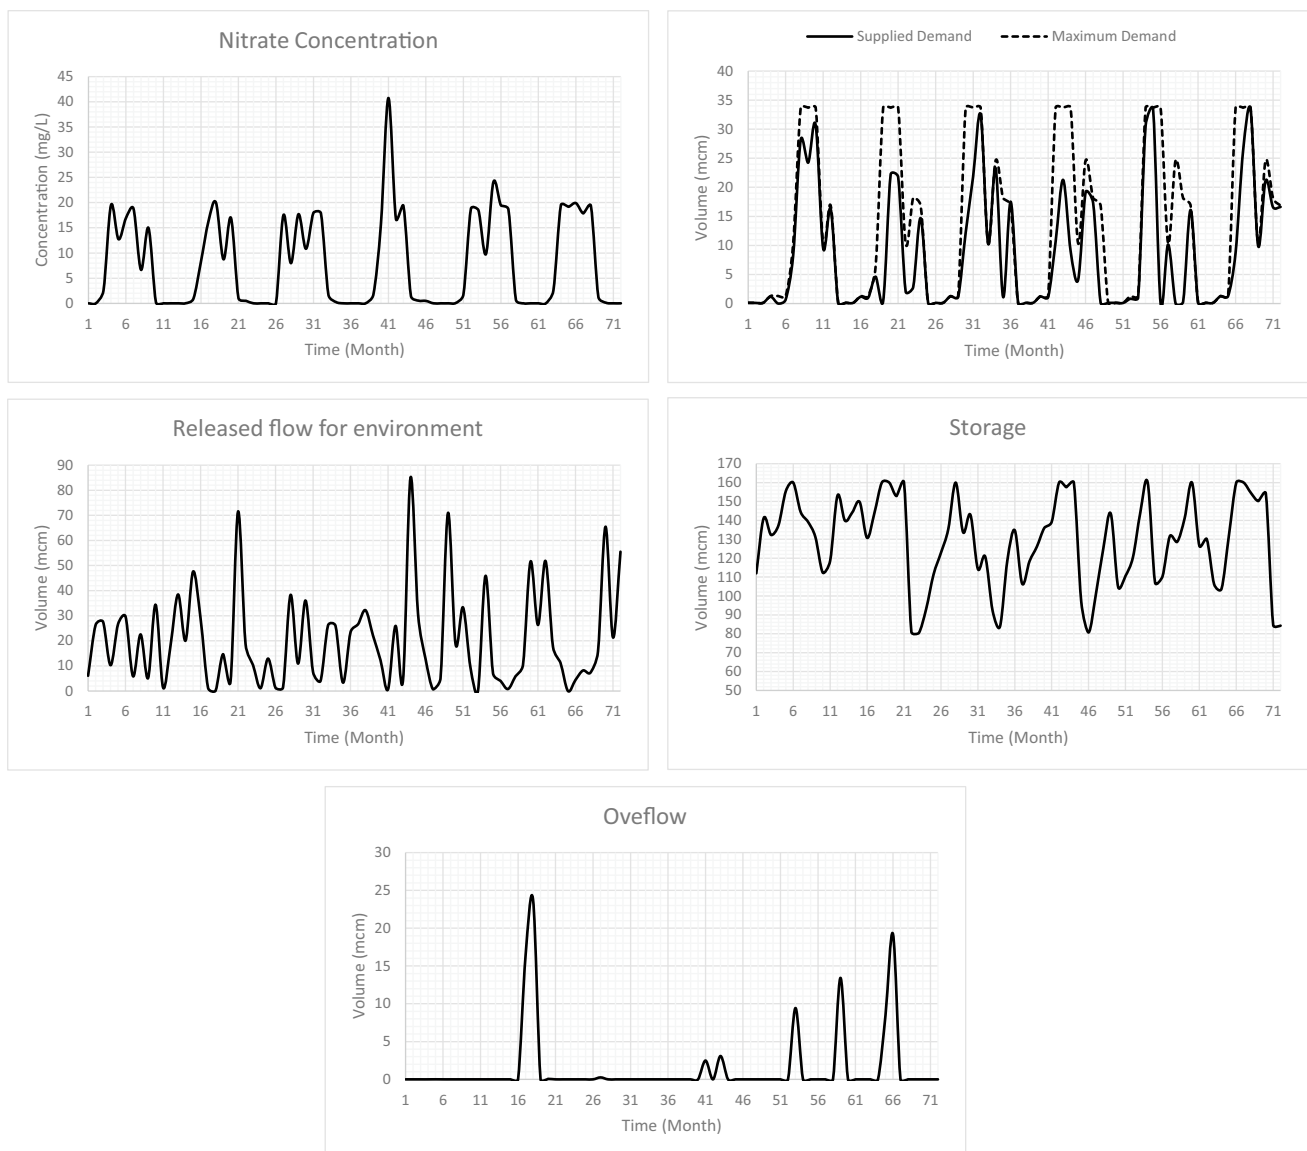 Nitrate Concentration
45
40
35
30
25
20
15
10
5
0
Concentration (mg/L)
1 6 11 16 21 26 31 36 41 46 51 56 61 66 71
Time (Month)
Supplied Demand Maximum Demand
40
35
30
25
20
15
10
5
0
Volume (mcm)
1 6 11 16 21 26 31 36 41 46 51 56 61 66 71
Time (Month)
Released flow for environment
90
80
70
60
50
40
30
20
10
0
Volume (mcm)
1 6 11 16 21 26 31 36 41 46 51 56 61 66 71
Time (Month)
Storage
170
160
150
140
130
120
110
100
90
80
70
60
50
Volume (mcm)
1 6 11 16 21 26 31 36 41 46 51 56 61 66 71
Time (Month)
Oveflow
30
25
20
15
10
5
0
Volume (mcm)
1 6 11 16 21 26 31 36 41 46 51 56 61 66 71
Time (Month)